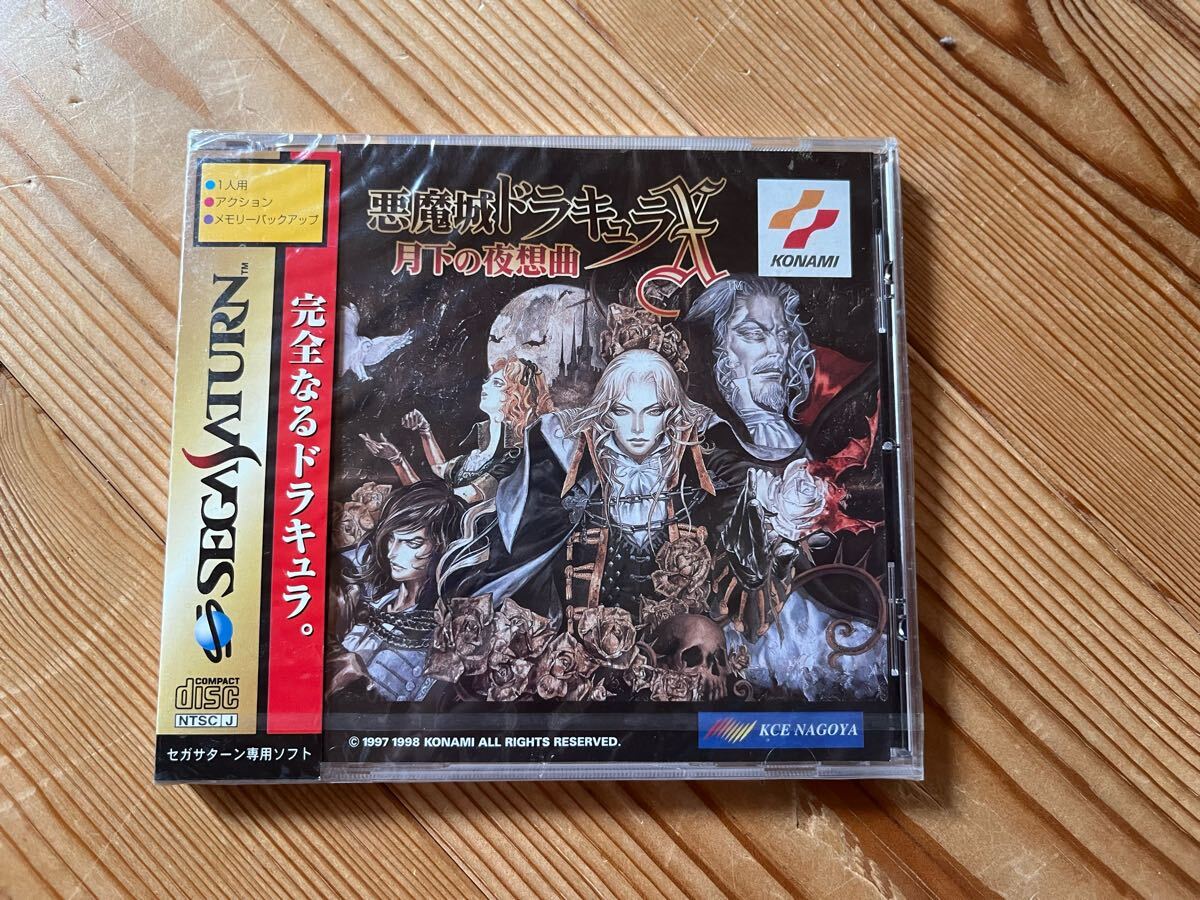 ●1人用
●アクション
●メモリーバックアップ
SEGA SATURN™
COMPACT
disc
NTSC J
セガサターン専用ソフト
完全なるドラキュラ。
悪魔城ドラキュラX
月下の夜想曲
TM
KONAMI
© 1997 1998 KONAMI ALL RIGHTS RESERVED.
KCE NAGOYA